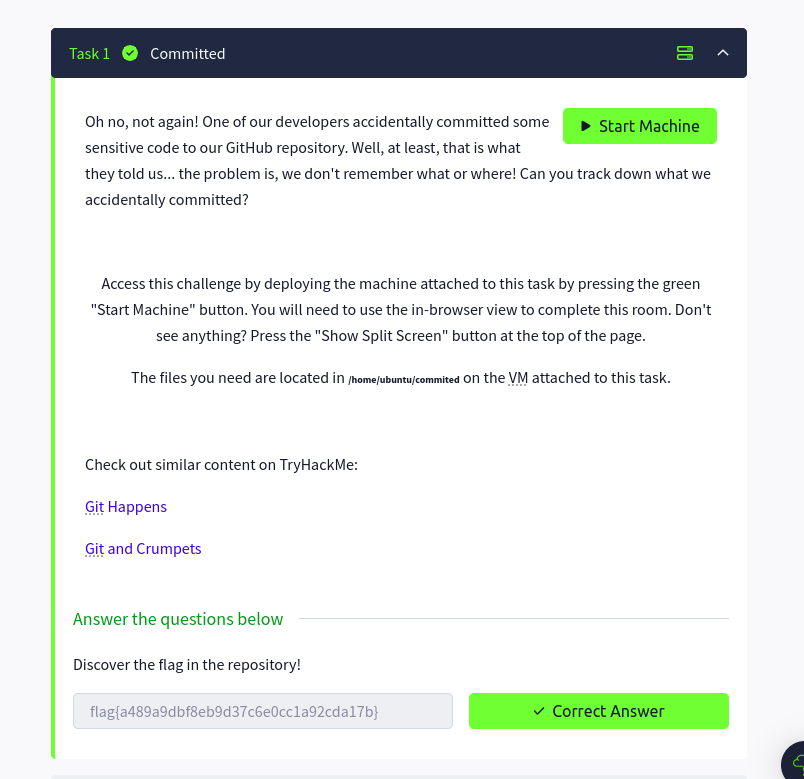 Task 1 Committed
Oh no, not again! One of our developers accidentally committed some
Start Machine
sensitive code to our GitHub repository. Well, at least, that is what
they told us... the problem is, we don't remember what or where! Can you track down what we
accidentally committed?
Access this challenge by deploying the machine attached to this task by pressing the green
"Start Machine" button. You will need to use the in-browser view to complete this room. Don't
see anything? Press the "Show Split Screen" button at the top of the page.
The files you need are located in /home/ubuntu/commited on the VM attached to this task.
Check out similar content on TryHackMe:
Git Happens
Git and Crumpets
Answer the questions below
Discover the flag in the repository!
flag{a489a9dbf8eb9d37c6e0cc1a92cda17b}
Correct Answer